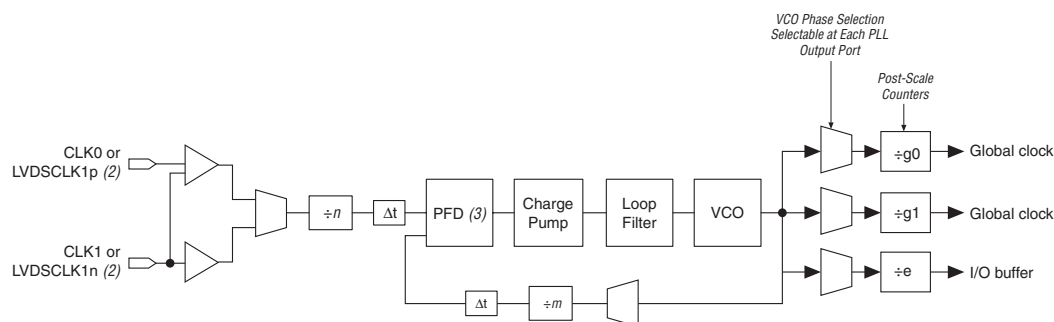 VCO Phase Selection
Selectable at Each PLL
Output Port
Post-Scale
Counters
CLK0 or
LVDSCLK1p (2)
÷g0
Global clock
÷n
Δt
PFD (3)
Charge
Pump
Loop
Filter
VCO
÷g1
Global clock
CLK1 or
LVDSCLK1n (2)
÷e
I/O buffer
Δt
÷m